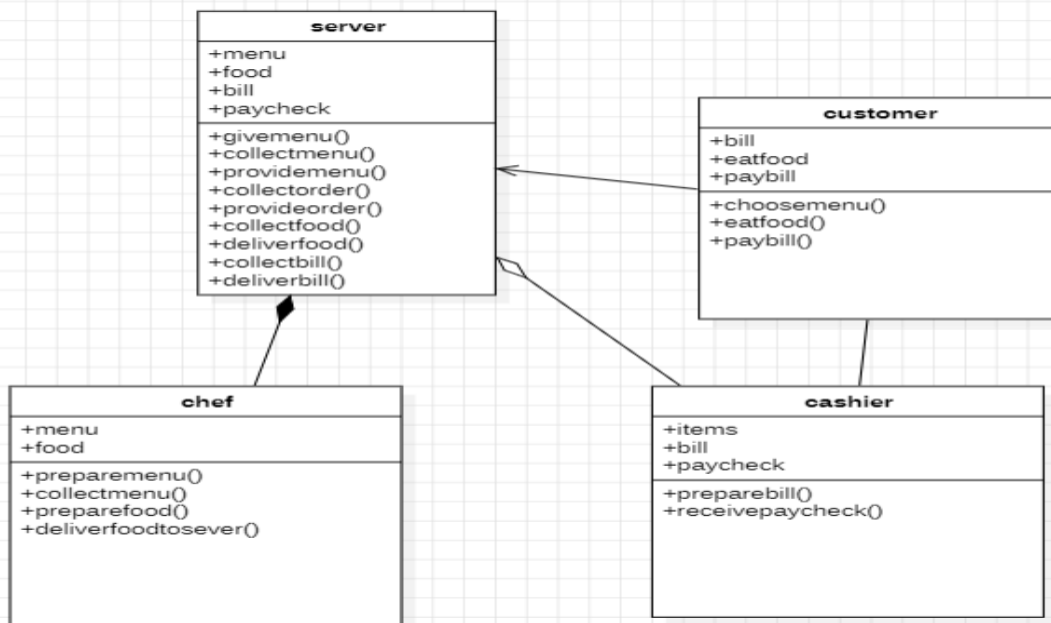 server
+menu
+food
+bill
+paycheck
+givemenu()
+collectmenu()
+providemenu()
+collectorder()
+provideorder()
+collectfood()
+deliverfood()
+collectbill()
+deliverbill()
customer
+bill
+eatfood
+paybill
+choosemenu()
+eatfood()
+paybill()
chef
+menu
+food
+preparemenu()
+collectmenu()
+preparefood()
+deliverfoodtosever()
cashier
+items
+bill
+paycheck
+preparebill()
+receivepaycheck()